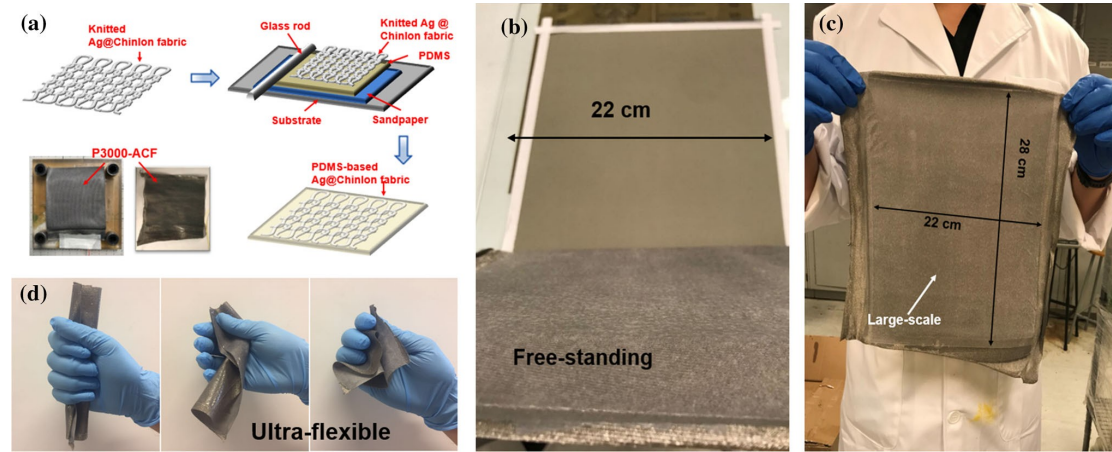 (a)
Knitted
Ag@Chinlon fabric
Glass rod
Knitted Ag @
Chinlon fabric
PDMS
Substrate
Sandpaper
P3000-ACF
PDMS-based
Ag@Chinlon fabric
(b)
22 cm
Free-standing
(c)
28 cm
22 cm
Large-scale
(d)
Ultra-flexible